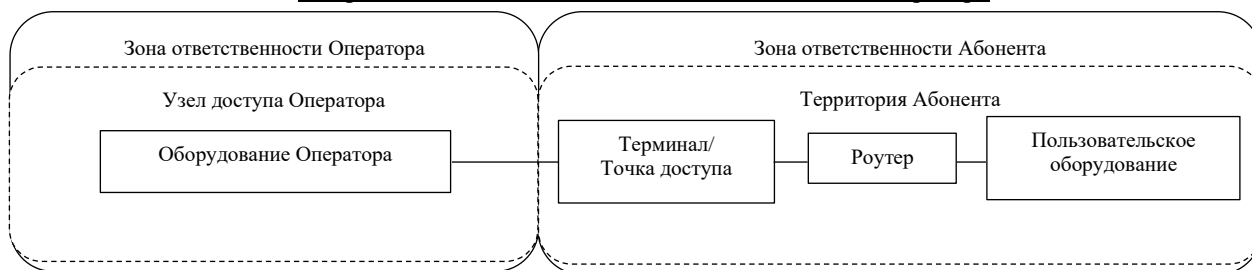 Зона ответственности Оператора
Зона ответственности Абонента
Узел доступа Оператора
Территория Абонента
Оборудование Оператора
Терминал/
Точка доступа
Роутер
Пользовательское
оборудование